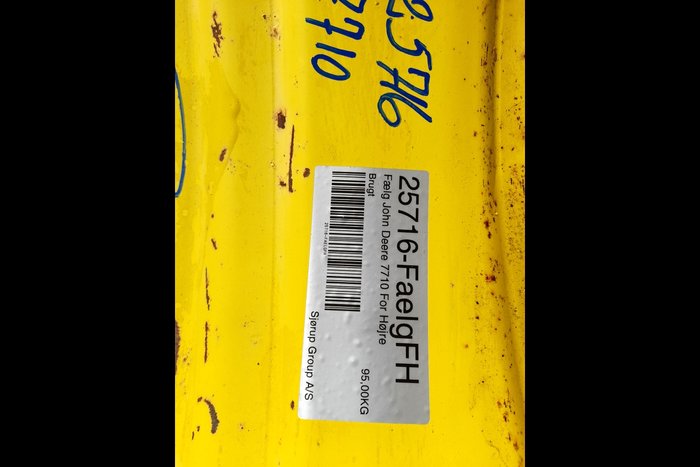 25716
7710
25716-FaelgFH
Fælg John Deere 7710 For Højre
Brugt
95,00KG
Sjørup Group A/S